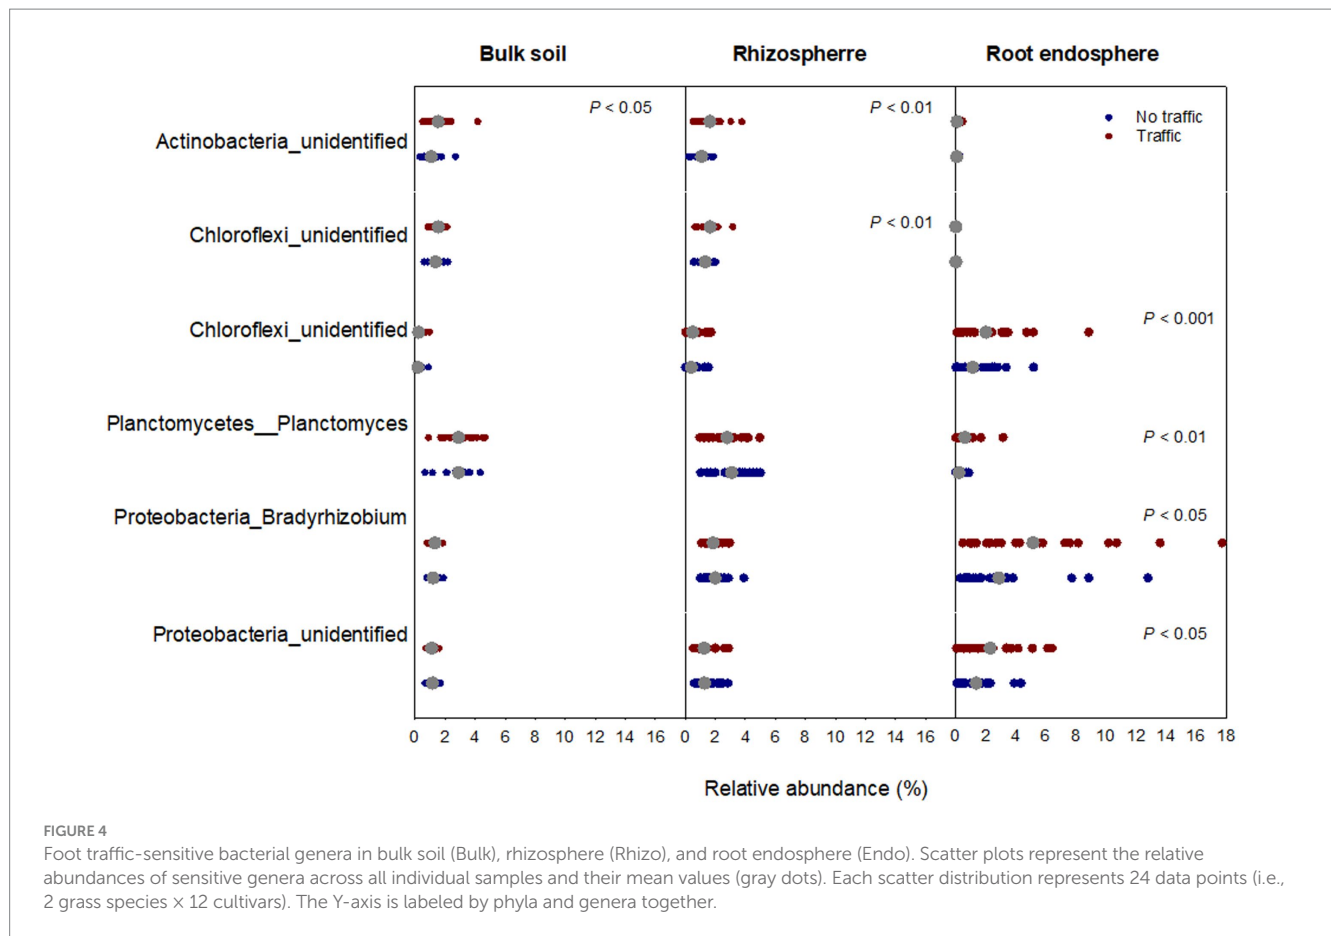 Bulk soil Rhizospherre Root endosphere
P < 0.05 P < 0.01 No traffic
Traffic
Actinobacteria_unidentified
Chloroflexi_unidentified P < 0.01
Chloroflexi_unidentified P < 0.001
Planctomycetes__Planctomyces P < 0.01
Proteobacteria_Bradyrhizobium P < 0.05
Proteobacteria_unidentified P < 0.05
0 2 4 6 8 10 12 14 16 0 2 4 6 8 10 12 14 16 0 2 4 6 8 10 12 14 16 18
Relative abundance (%)
FIGURE 4
Foot traffic-sensitive bacterial genera in bulk soil (Bulk), rhizosphere (Rhizo), and root endosphere (Endo). Scatter plots represent the relative
abundances of sensitive genera across all individual samples and their mean values (gray dots). Each scatter distribution represents 24 data points (i.e.,
2 grass species × 12 cultivars). The Y-axis is labeled by phyla and genera together.